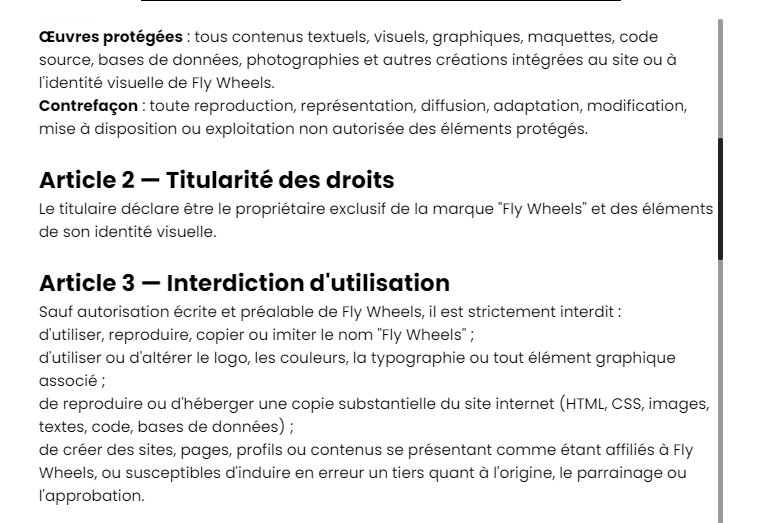 Œuvres protégées : tous contenus textuels, visuels, graphiques, maquettes, code
source, bases de données, photographies et autres créations intégrées au site ou à
l'identité visuelle de Fly Wheels.
Contrefaçon : toute reproduction, représentation, diffusion, adaptation, modification,
mise à disposition ou exploitation non autorisée des éléments protégés.
Article 2 — Titularité des droits
Le titulaire déclare être le propriétaire exclusif de la marque "Fly Wheels" et des éléments
de son identité visuelle.
Article 3 — Interdiction d'utilisation
Sauf autorisation écrite et préalable de Fly Wheels, il est strictement interdit :
d'utiliser, reproduire, copier ou imiter le nom "Fly Wheels" ;
d'utiliser ou d'altérer le logo, les couleurs, la typographie ou tout élément graphique
associé ;
de reproduire ou d'héberger une copie substantielle du site internet (HTML, CSS, images,
textes, code, bases de données) ;
de créer des sites, pages, profils ou contenus se présentant comme étant affiliés à Fly
Wheels, ou susceptibles d'induire en erreur un tiers quant à l'origine, le parrainage ou
l'approbation.